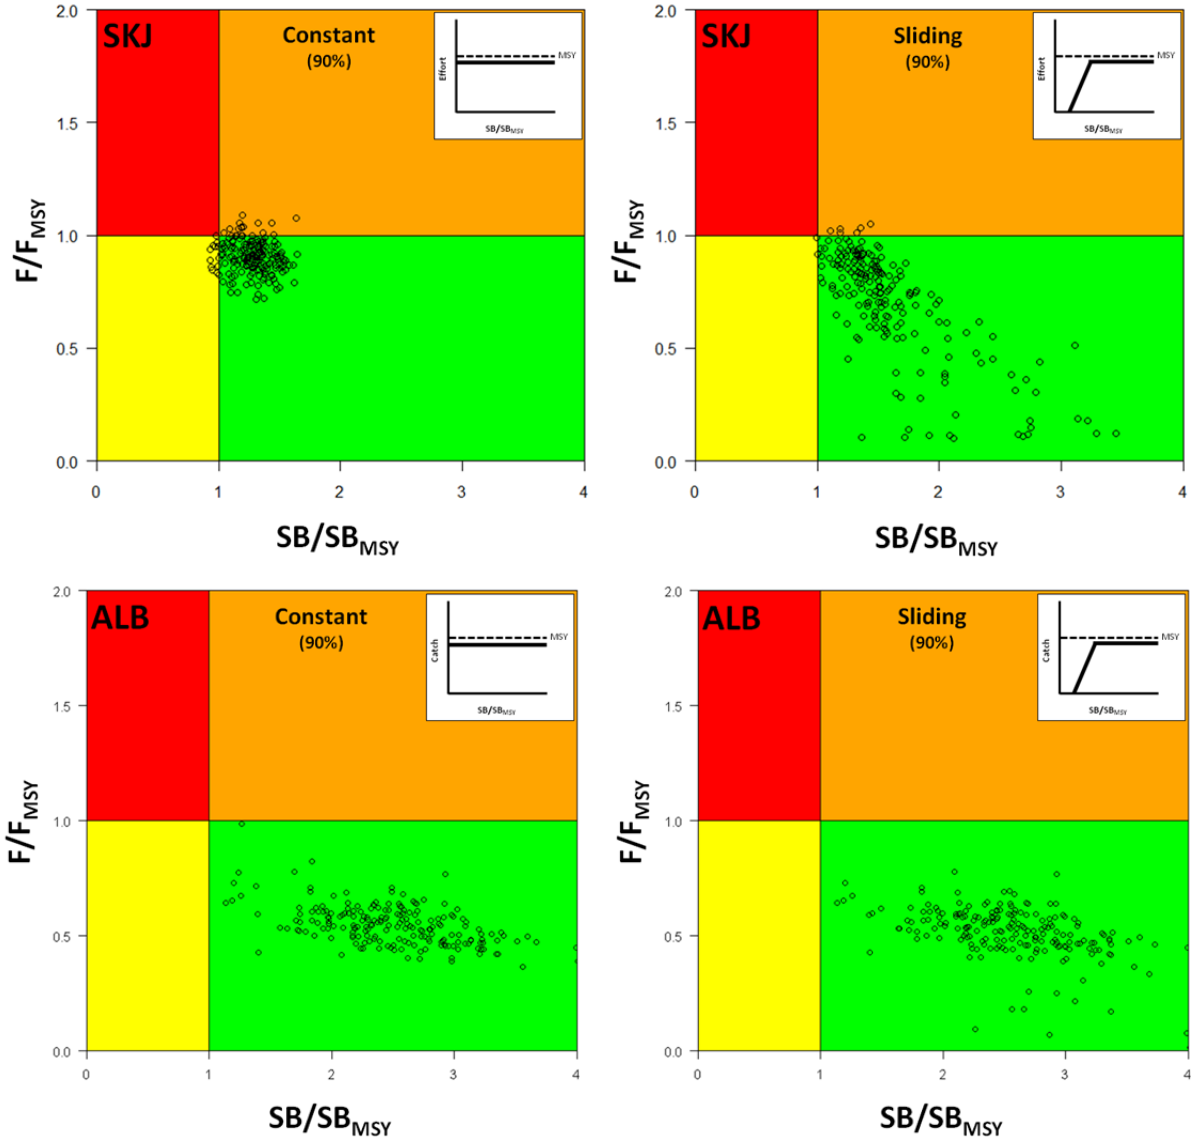 SKJ
Constant
(90%)
Effort
MSY
SB/SBMSY
2.0
1.5
1.0
0.5
0.0
F/FMSY
0 1 2 3 4
SB/SBMSY
SKJ
Sliding
(90%)
Effort
MSY
SB/SBMSY
2.0
1.5
1.0
0.5
0.0
F/FMSY
0 1 2 3 4
SB/SBMSY
ALB
Constant
(90%)
Catch
MSY
SB/SBMSY
2.0
1.5
1.0
0.5
0.0
F/FMSY
0 1 2 3 4
SB/SBMSY
ALB
Sliding
(90%)
Catch
MSY
SB/SBMSY
2.0
1.5
1.0
0.5
0.0
F/FMSY
0 1 2 3 4
SB/SBMSY